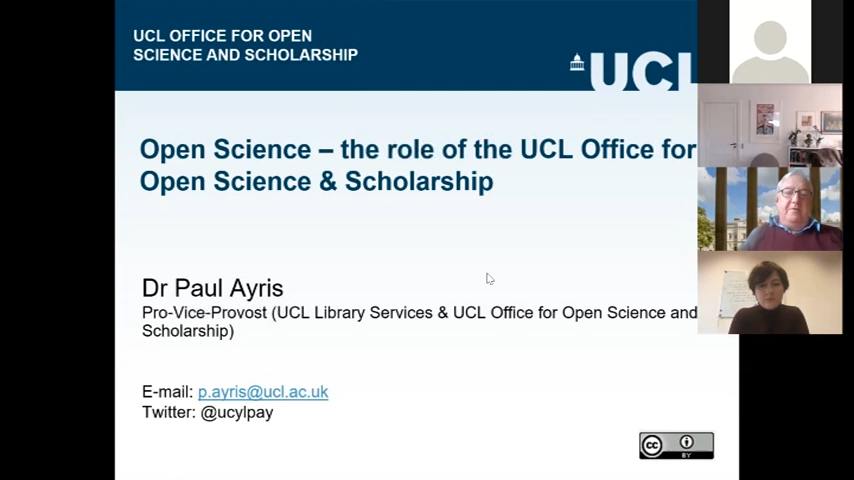 UCL OFFICE FOR OPEN
SCIENCE AND SCHOLARSHIP
UCL
Open Science – the role of the UCL Office for
Open Science & Scholarship
Dr Paul Ayris
Pro-Vice-Provost (UCL Library Services & UCL Office for Open Science and
Scholarship)
E-mail: p.ayris@ucl.ac.uk
Twitter: @ucylpay
cc
BY